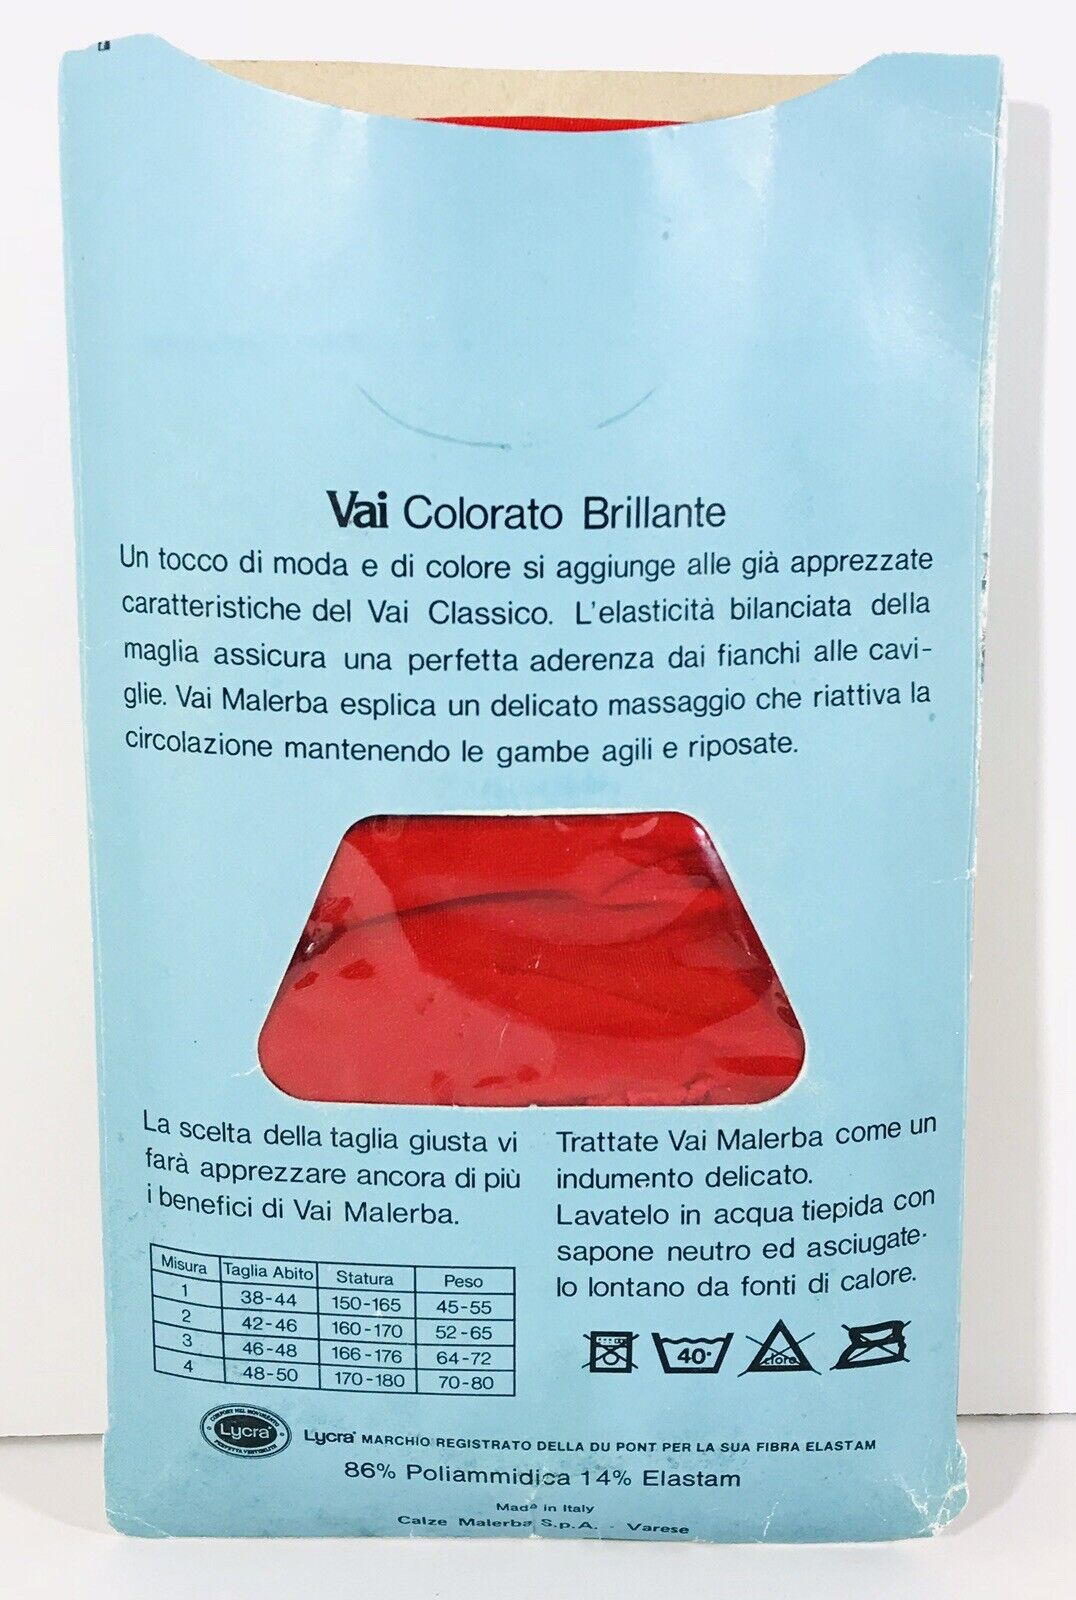 Vai Colorato Brillante
Un tocco di moda e di colore si aggiunge alle già apprezzate
caratteristiche del Vai Classico. L'elasticità bilanciata della
maglia assicura una perfetta aderenza dai fianchi alle cavi-
glie. Vai Malerba esplica un delicato massaggio che riattiva la
circolazione mantenendo le gambe agili e riposate.
La scelta della taglia giusta vi
farà apprezzare ancora di più
i benefici di Vai Malerba.
Misura Taglia Abito Statura Peso
1 38-44 150-165 45-55
2 42-46 160-170 52-65
3 46-48 166-176 64-72
4 48-50 170-180 70-80
Trattate Vai Malerba come un
indumento delicato.
Lavatelo in acqua tiepida con
sapone neutro ed asciugate-
lo lontano da fonti di calore.
40°
cloro
COMFORT NEL MOVIMENTO
Lycra
PERFETTA VESTIBILITÀ
Lycra® MARCHIO REGISTRATO DELLA DU PONT PER LA SUA FIBRA ELASTAM
86% Poliammidica 14% Elastam
Made in Italy
Calze Malerba S.p.A. - Varese